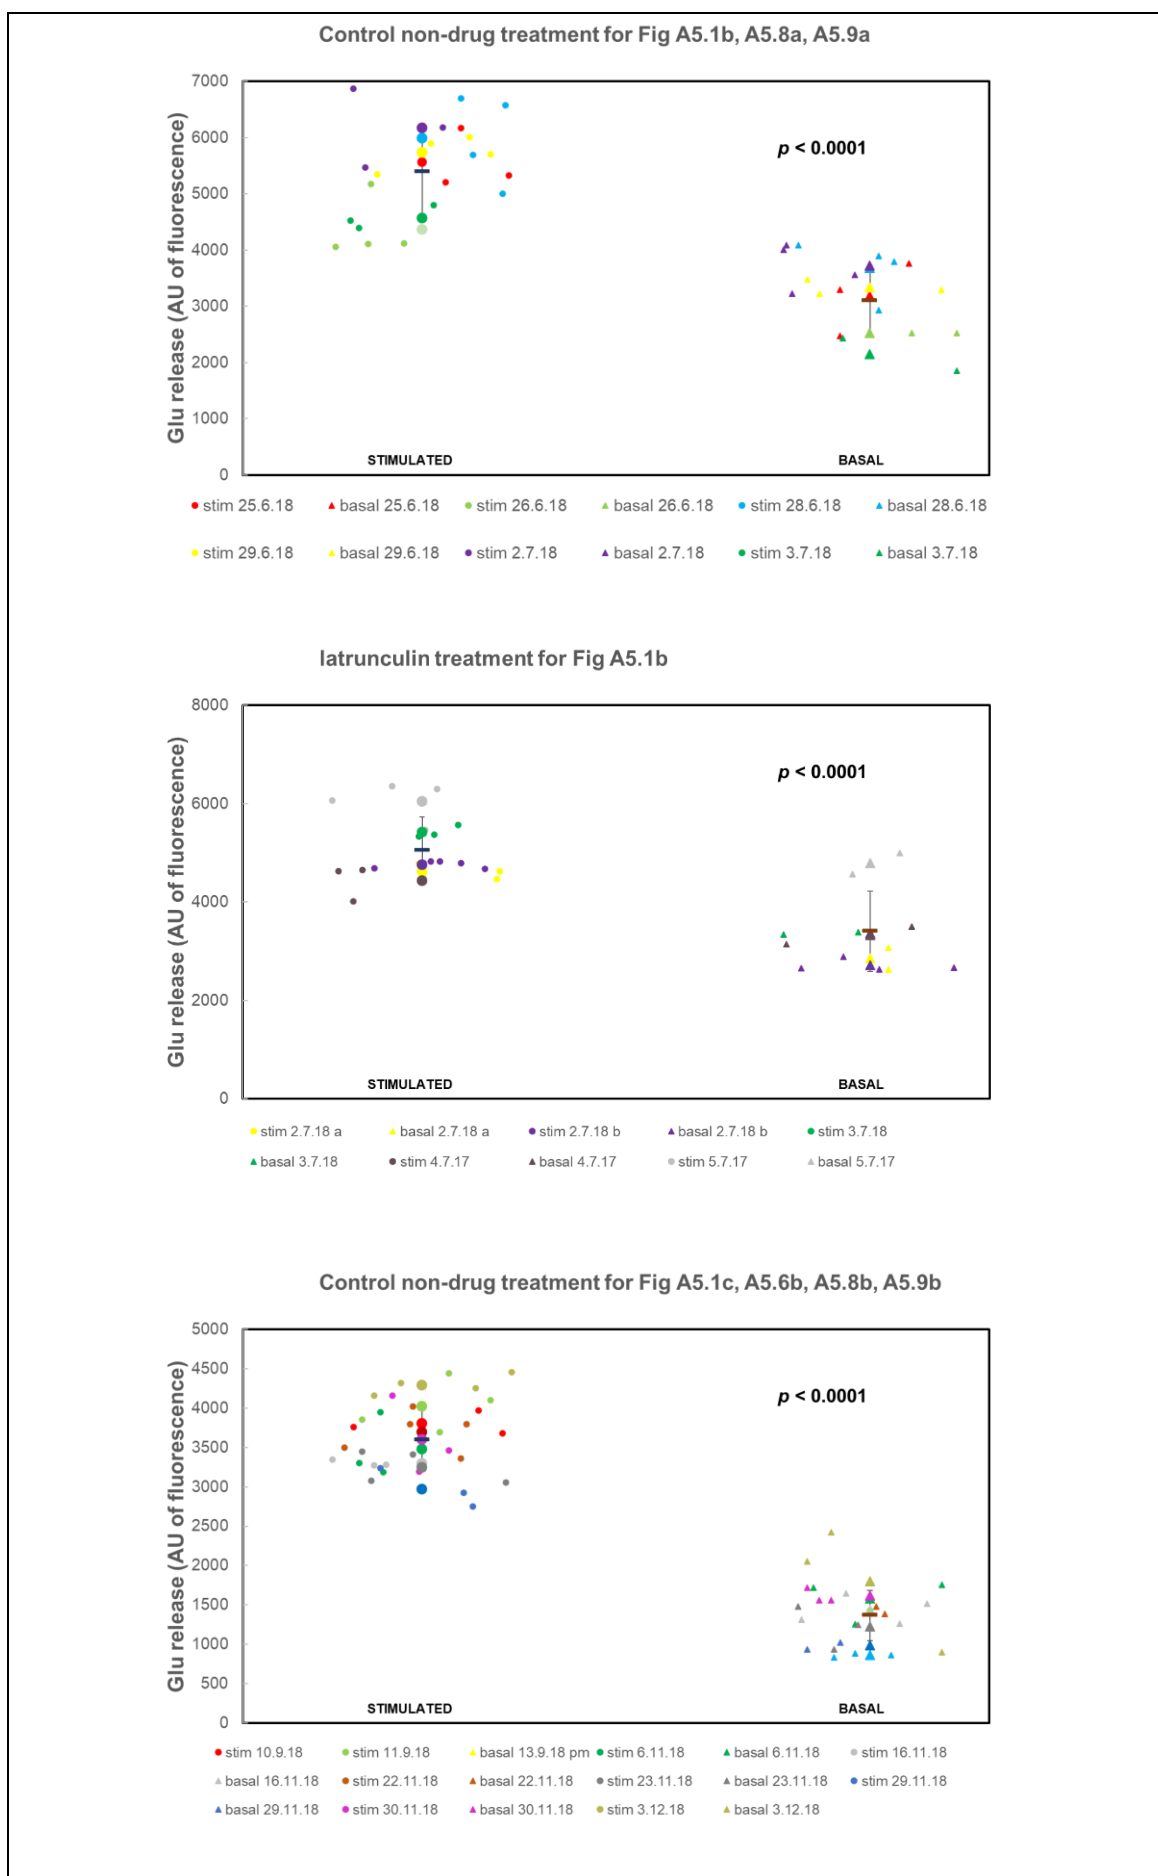 Control non-drug treatment for Fig A5.1b, A5.8a, A5.9a
Glu release (AU of fluorescence)
7000
6000
5000
4000
3000
2000
1000
0
p < 0.0001
STIMULATED BASAL
stim 25.6.18 basal 25.6.18 stim 26.6.18 basal 26.6.18 stim 28.6.18 basal 28.6.18
stim 29.6.18 basal 29.6.18 stim 2.7.18 basal 2.7.18 stim 3.7.18 basal 3.7.18
latrunculin treatment for Fig A5.1b
Glu release (AU of fluorescence)
8000
6000
4000
2000
0
p < 0.0001
STIMULATED BASAL
stim 2.7.18 a basal 2.7.18 a stim 2.7.18 b basal 2.7.18 b stim 3.7.18
basal 3.7.18 stim 4.7.17 basal 4.7.17 stim 5.7.17 basal 5.7.17
Control non-drug treatment for Fig A5.1c, A5.6b, A5.8b, A5.9b
Glu release (AU of fluorescence)
5000
4500
4000
3500
3000
2500
2000
1500
1000
500
0
p < 0.0001
STIMULATED BASAL
stim 10.9.18 stim 11.9.18 basal 13.9.18 pm stim 6.11.18 basal 6.11.18 stim 16.11.18
basal 16.11.18 stim 22.11.18 basal 22.11.18 stim 23.11.18 basal 23.11.18 stim 29.11.18
basal 29.11.18 stim 30.11.18 basal 30.11.18 stim 3.12.18 basal 3.12.18